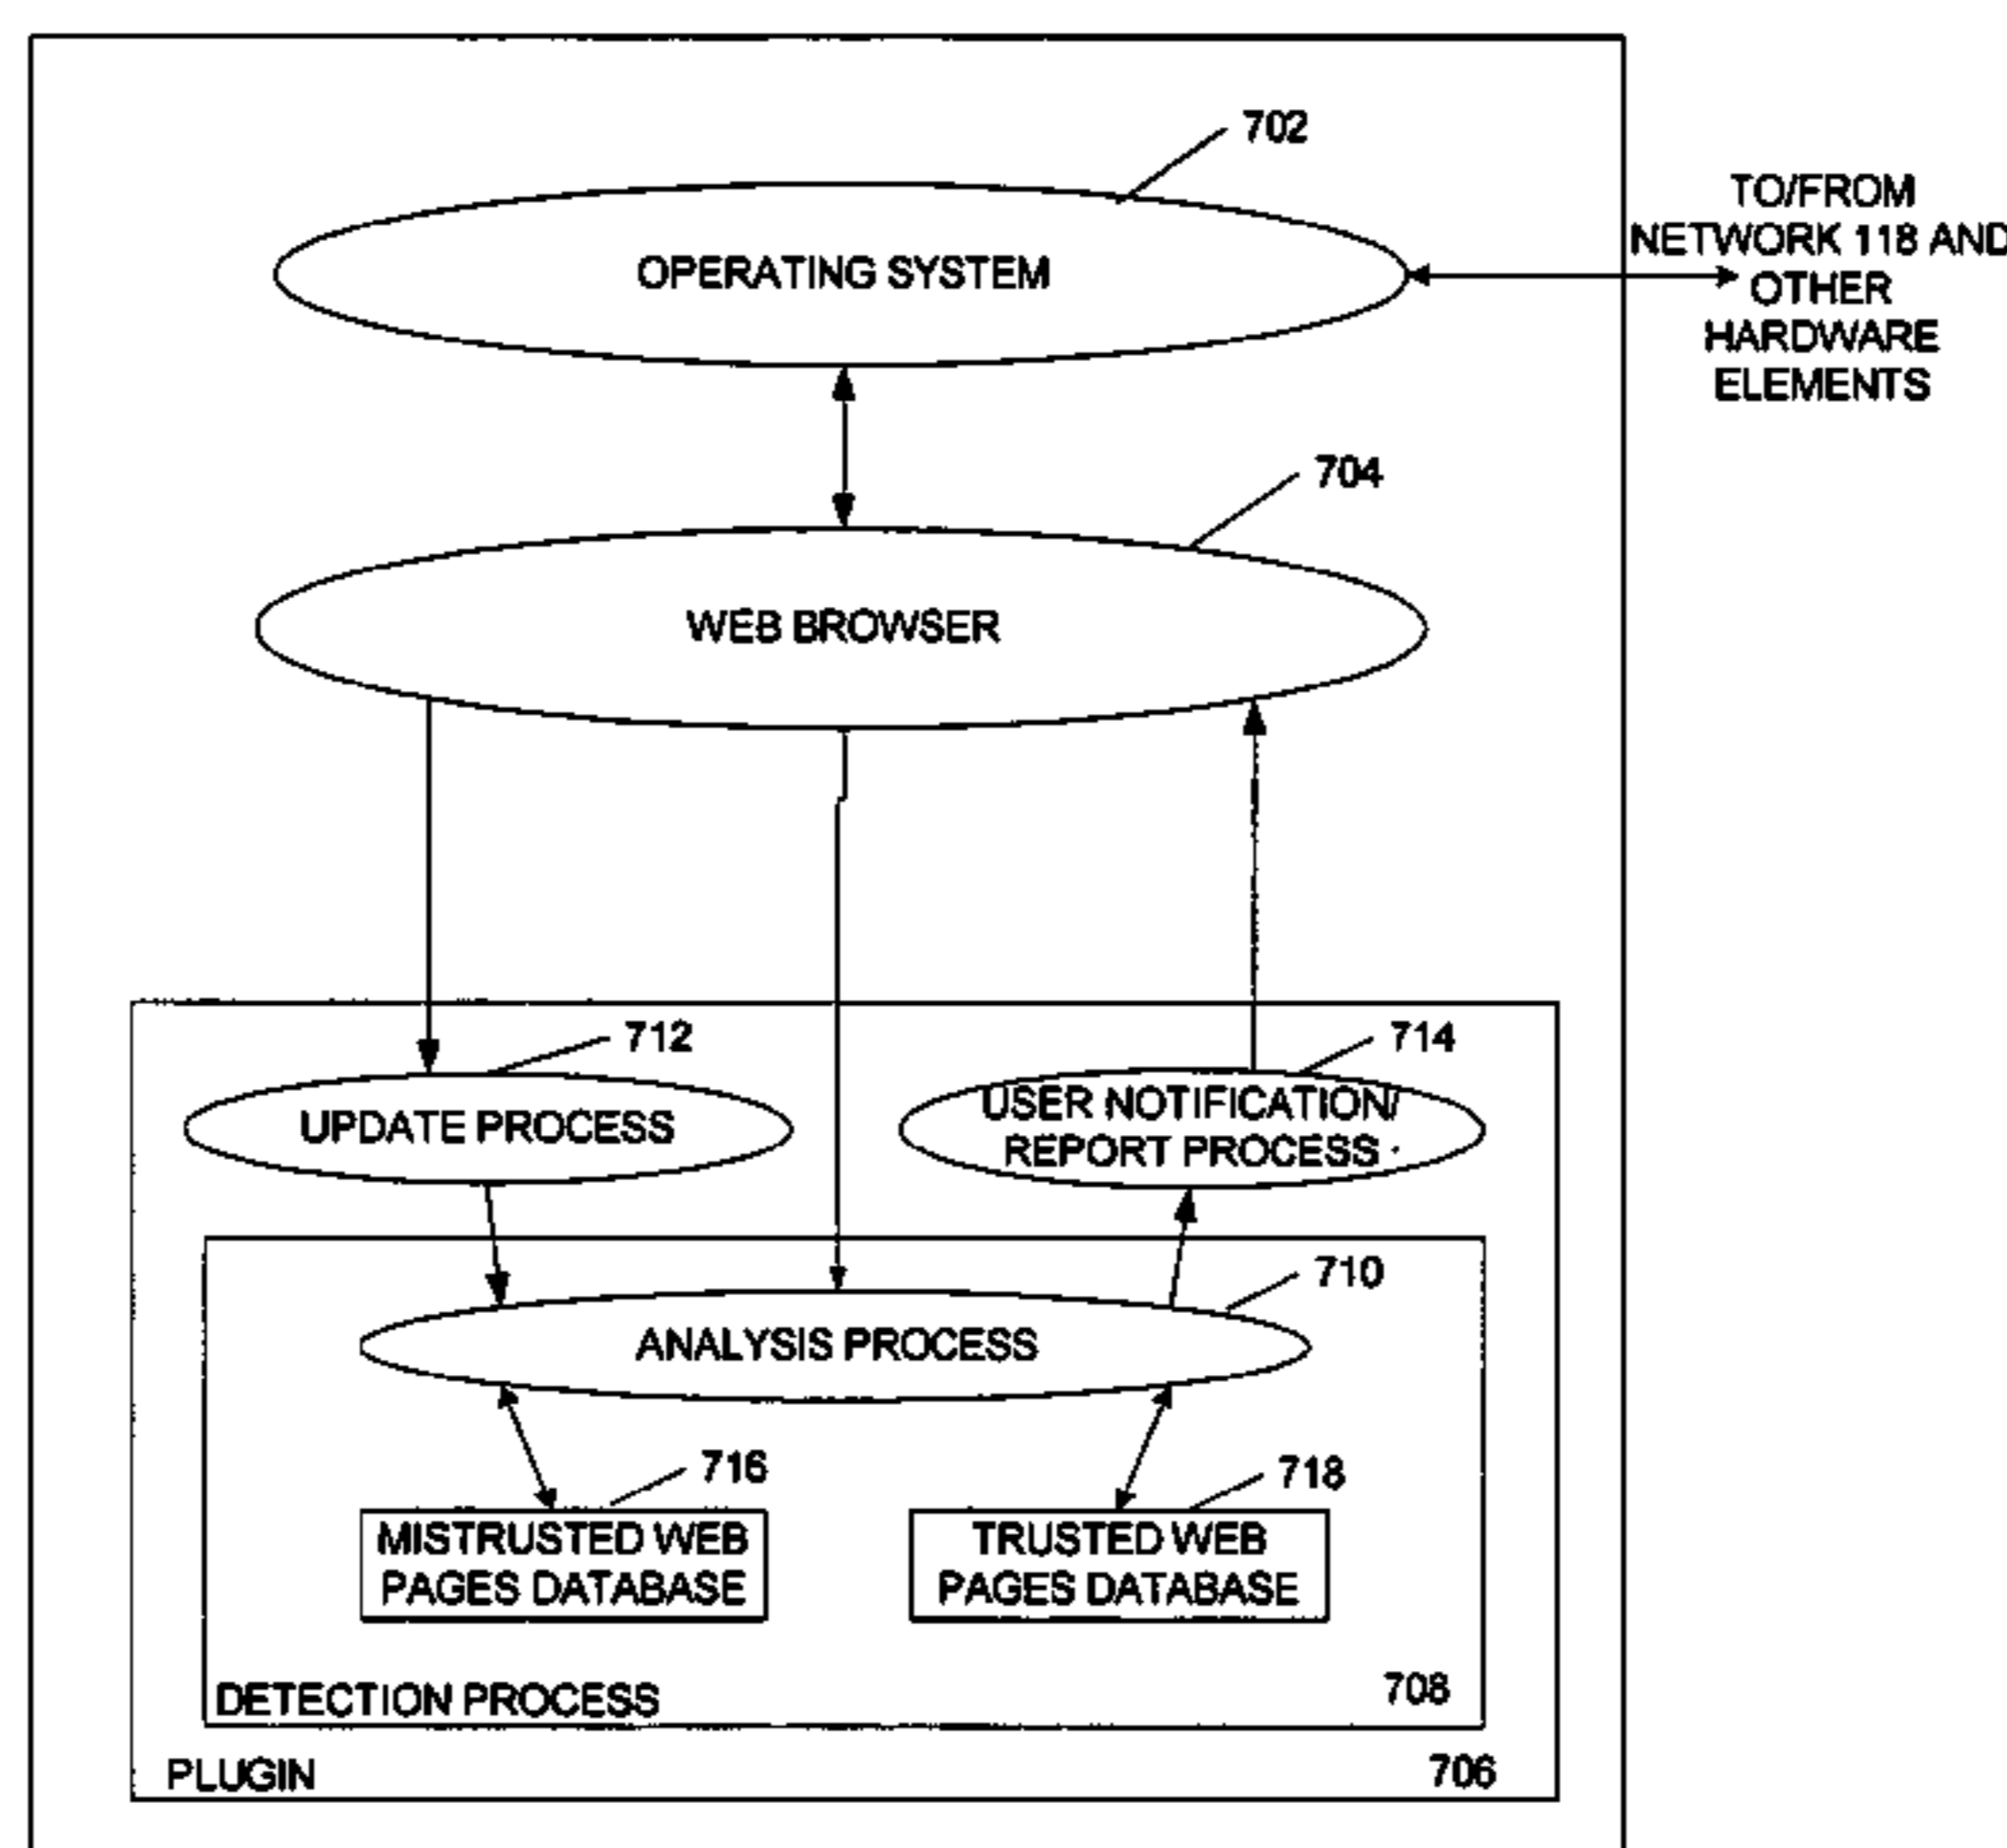 702
TO/FROM
NETWORK 118 AND
OTHER
HARDWARE
ELEMENTS
OPERATING SYSTEM
704
WEB BROWSER
712
714
UPDATE PROCESS
USER NOTIFICATION/
REPORT PROCESS
710
ANALYSIS PROCESS
716
718
MISTRUSTED WEB
PAGES DATABASE
TRUSTED WEB
PAGES DATABASE
DETECTION PROCESS
708
PLUGIN
706